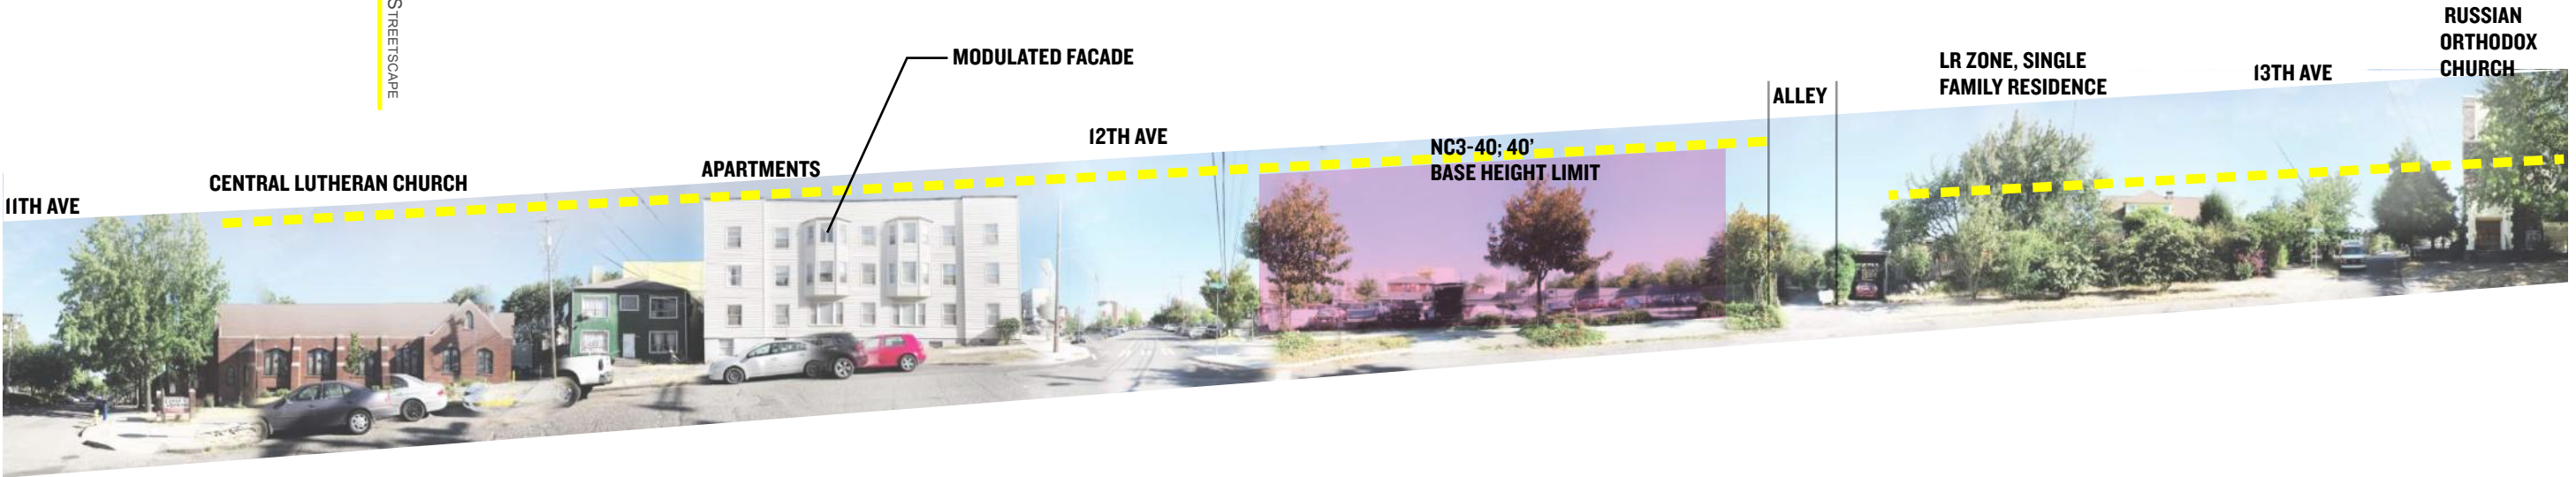 STREETSCAPE
MODULATED FACADE
11TH AVE
CENTRAL LUTHERAN CHURCH
APARTMENTS
12TH AVE
NC3-40; 40’
BASE HEIGHT LIMIT
ALLEY
LR ZONE, SINGLE
FAMILY RESIDENCE
13TH AVE
RUSSIAN
ORTHODOX
CHURCH